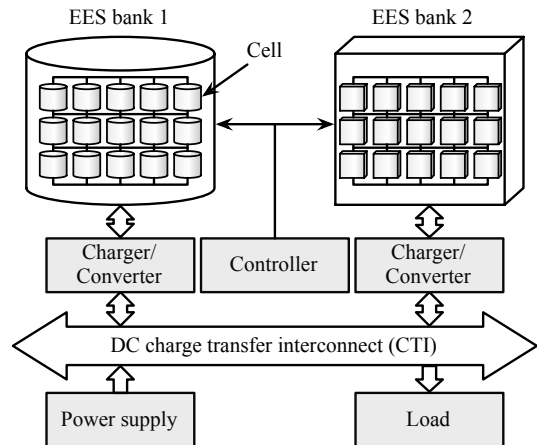 EES bank 1
EES bank 2
Cell
Charger/
Converter
Controller
Charger/
Converter
DC charge transfer interconnect (CTI)
Power supply
Load